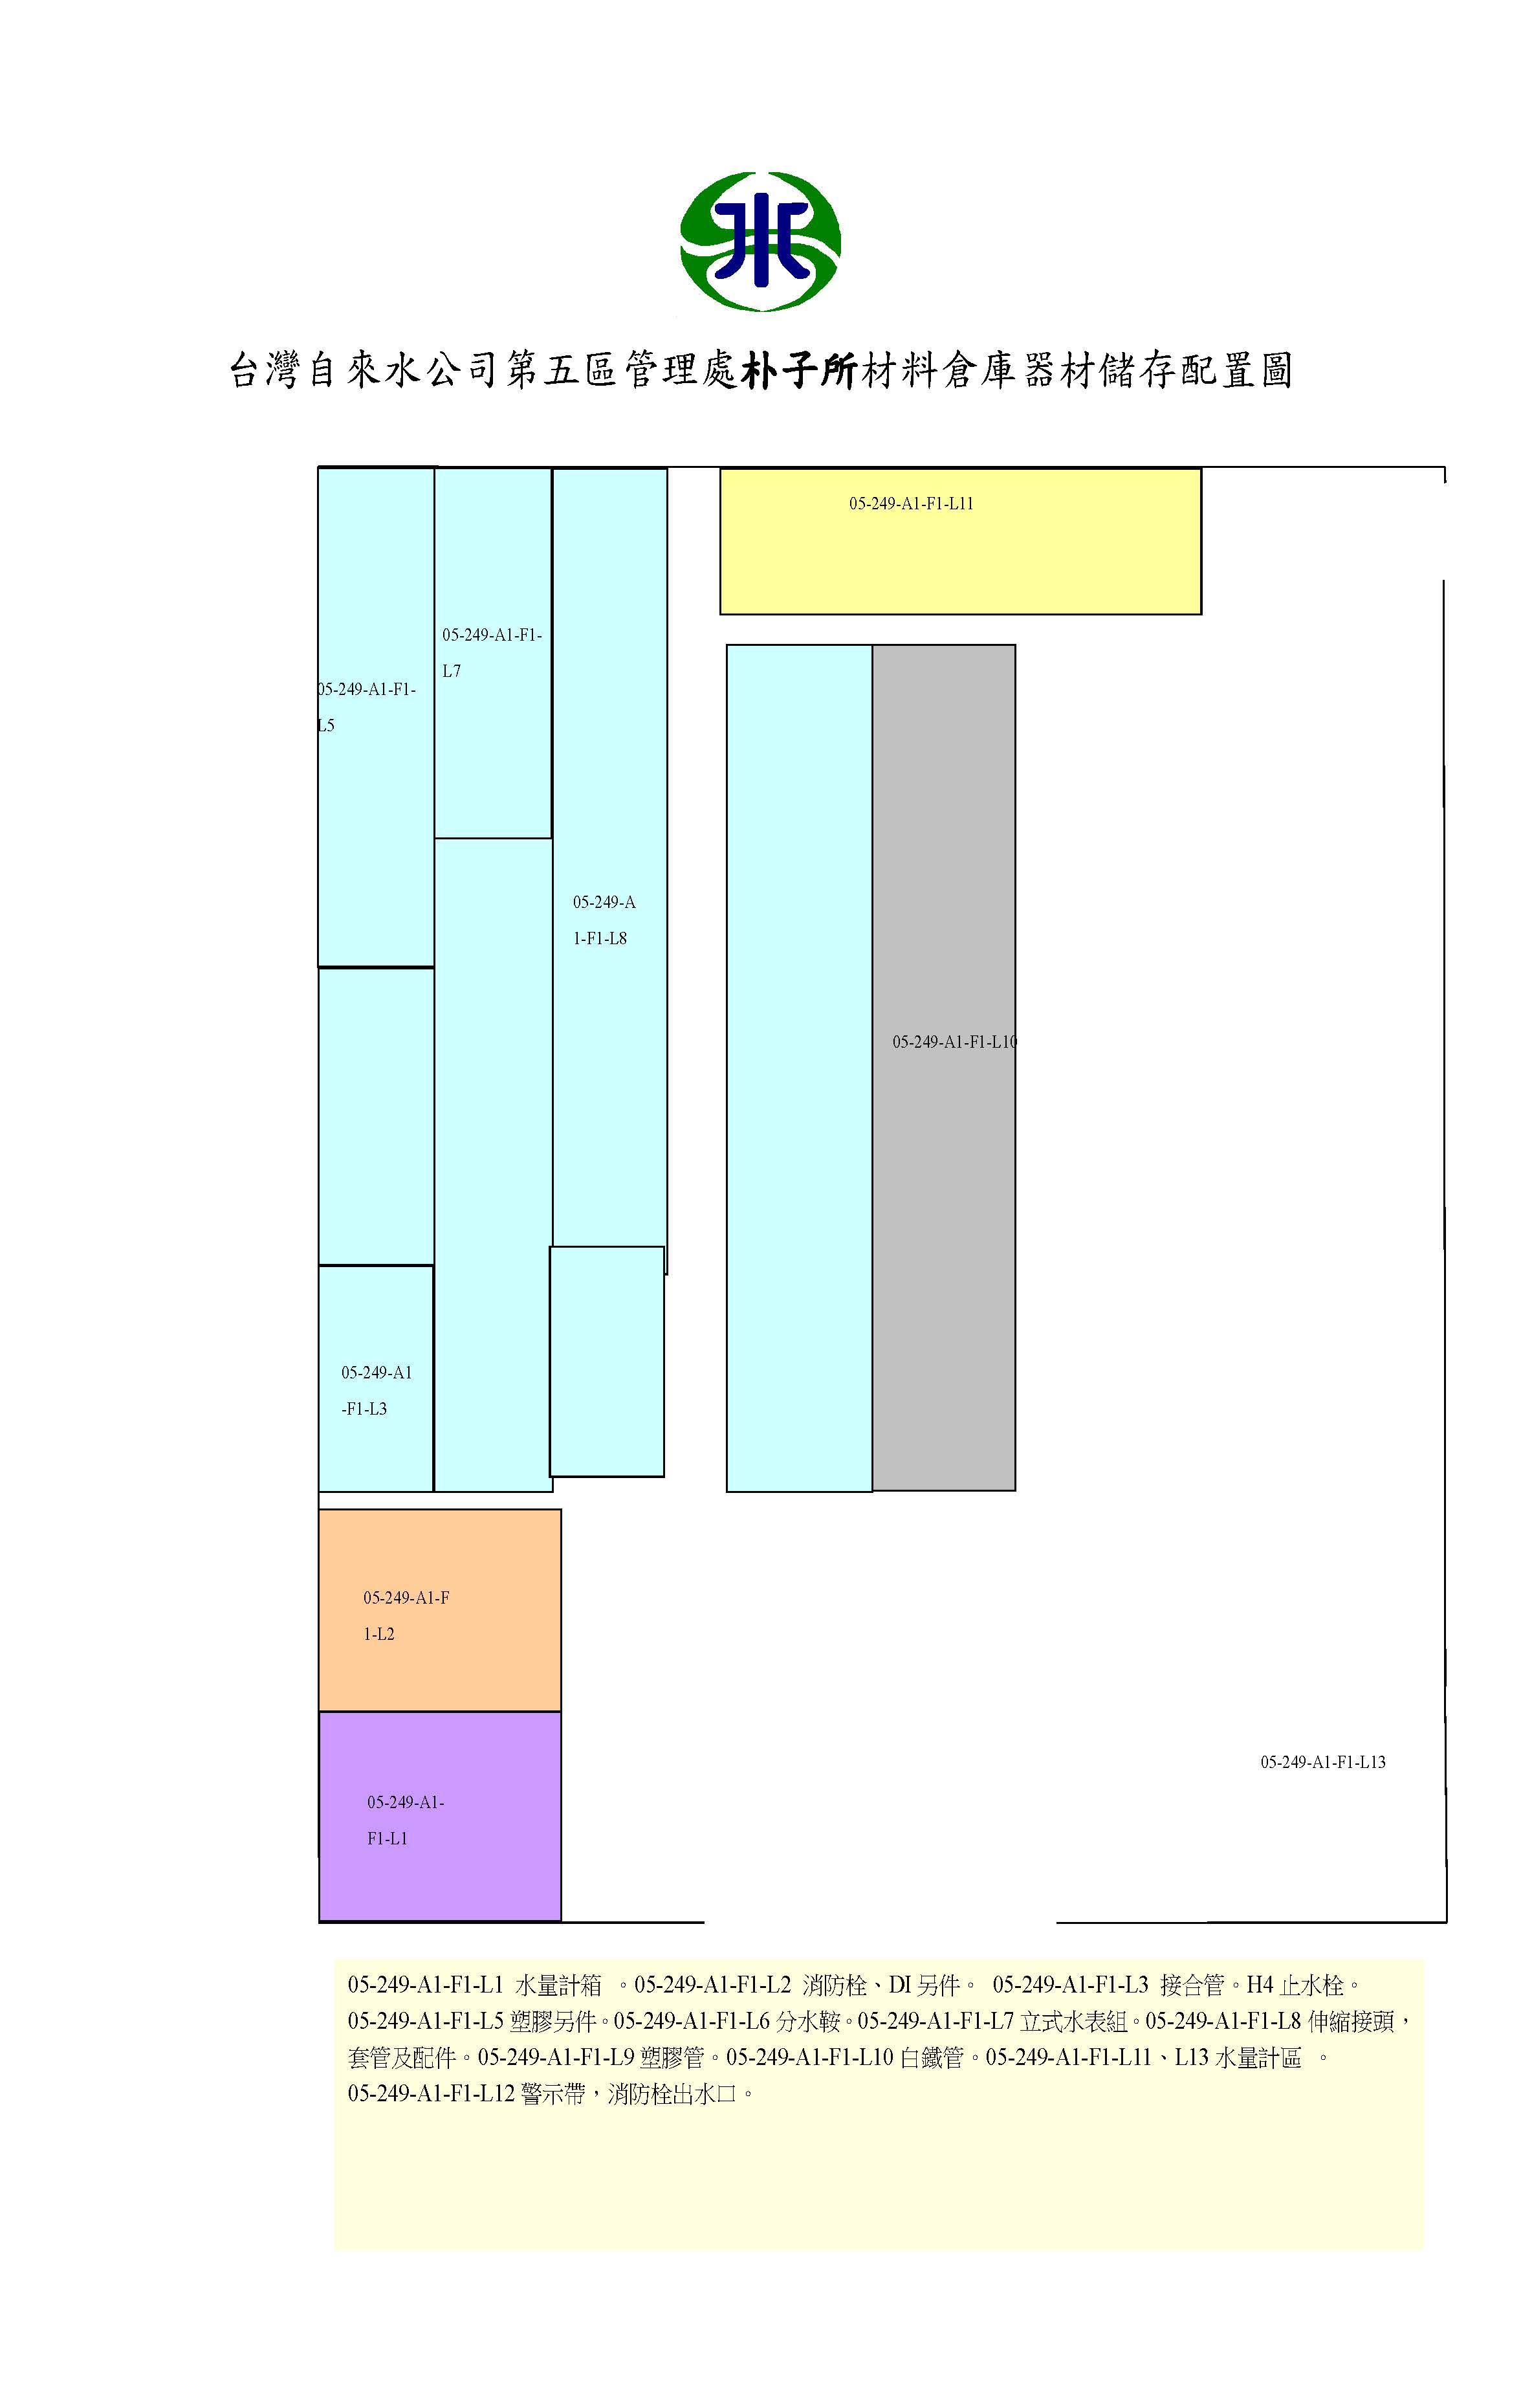 台灣自來水公司第五區管理處朴子所材料倉庫器材儲存配置圖
05-249-A1-F1-L11
05-249-A1-F1-
L7
05-249-A1-F1-
L5
05-249-A
1-F1-L8
05-249-A1-F1-L10
05-249-A1
-F1-L3
05-249-A1-F
1-L2
05-249-A1-F1-L13
05-249-A1-
F1-L1
05-249-A1-F1-L1 水量計箱 。05-249-A1-F1-L2 消防栓、DI 另件。 05-249-A1-F1-L3 接合管。H4 止水栓。
05-249-A1-F1-L5 塑膠另件。05-249-A1-F1-L6 分水鞍。05-249-A1-F1-L7 立式水表組。05-249-A1-F1-L8 伸縮接頭，
套管及配件。05-249-A1-F1-L9 塑膠管。05-249-A1-F1-L10 白鐵管。05-249-A1-F1-L11、L13 水量計區 。
05-249-A1-F1-L12 警示帶，消防栓出水口。